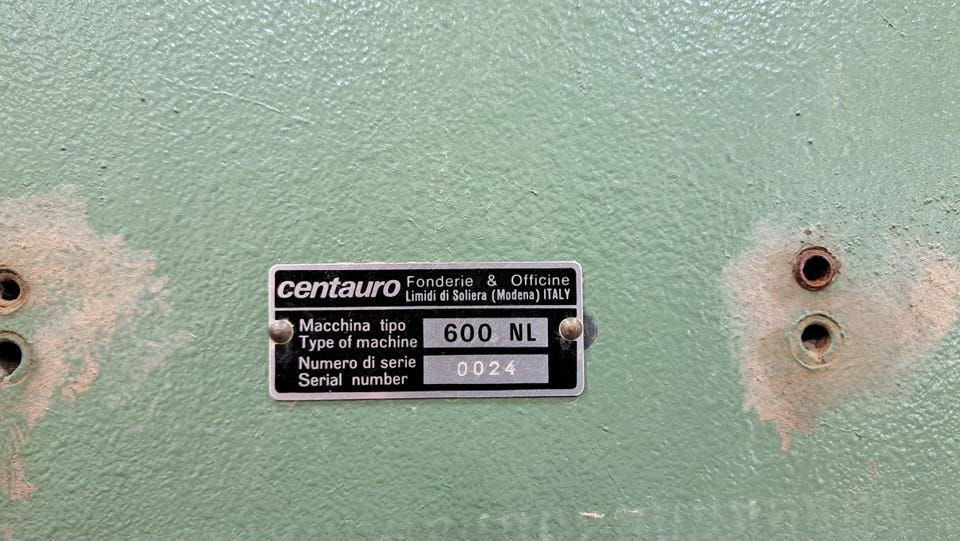 centauro Fonderie & Officine
Limidi di Soliera (Modena) ITALY
Macchina tipo
Type of machine
600 NL
Numero di serie
Serial number
0024